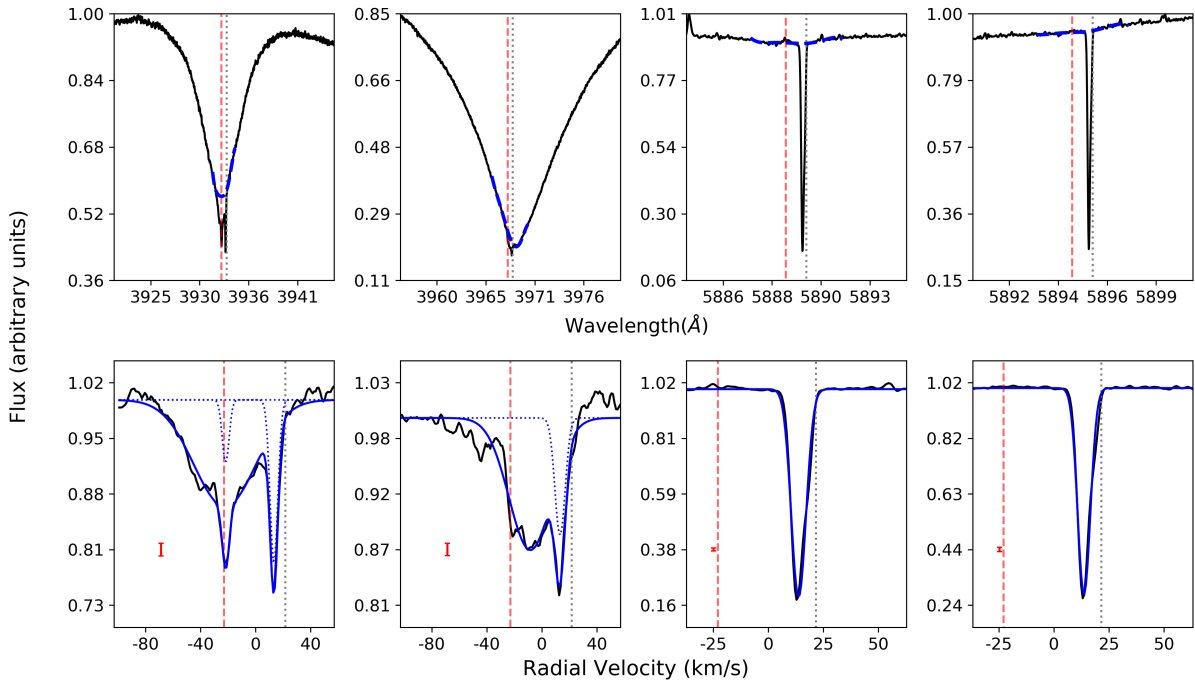 Flux (arbitrary units)
1.00 0.84 0.68 0.52 0.36
3925 3930 3936 3941
0.85 0.66 0.48 0.29 0.11
3960 3965 3971 3976
1.01 0.77 0.54 0.30 0.06
5886 5888 5890 5893
1.00 0.79 0.57 0.36 0.15
5892 5894 5896 5899
Wavelength(Å)
1.02 0.95 0.88 0.81 0.73
-80 -40 0 40
1.03 0.98 0.92 0.87 0.81
-80 -40 0 40
1.02 0.81 0.59 0.38 0.16
-25 0 25 50
1.02 0.82 0.63 0.44 0.24
-25 0 25 50
Radial Velocity (km/s)